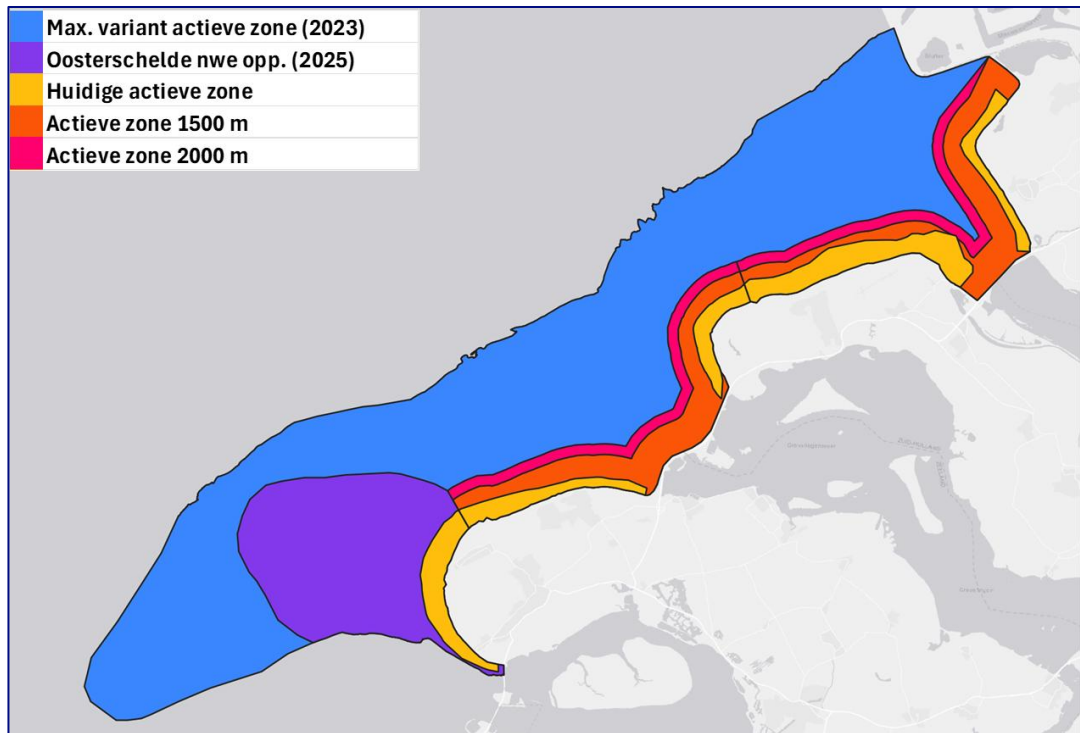 Max. variant actieve zone (2023)
Oosterschelde nwe opp. (2025)
Huidige actieve zone
Actieve zone 1500 m
Actieve zone 2000 m